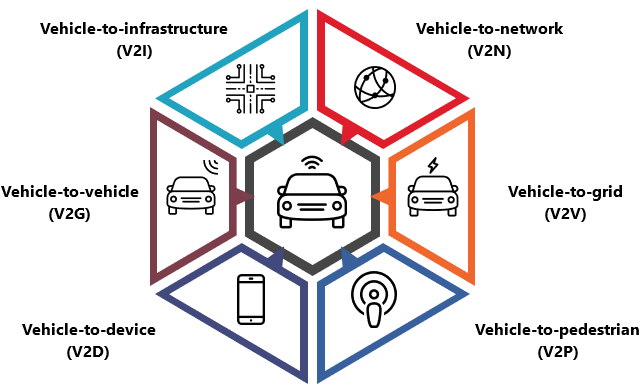 Vehicle-to-infrastructure
(V2I)
Vehicle-to-network
(V2N)
Vehicle-to-vehicle
(V2G)
Vehicle-to-grid
(V2V)
Vehicle-to-device
(V2D)
Vehicle-to-pedestrian
(V2P)